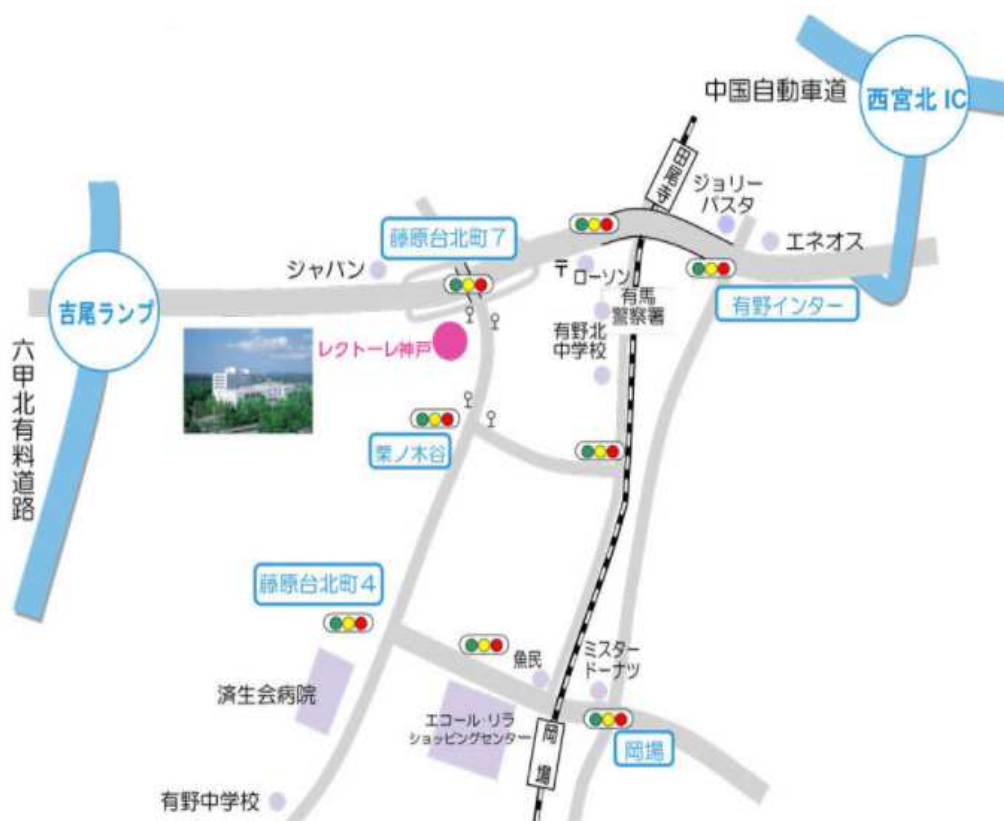 中国自動車道
西宮北 IC
田尾寺
ジョリー
パスタ
エネオス
藤原台北町7
ジャパン
〒
ローソン
有馬
警察署
有野インター
吉尾ランプ
レクトーレ神戸
有野北
中学校
六甲北有料道路
栗ノ木谷
藤原台北町4
魚民
ミスター
ドーナツ
済生会病院
エコール・リラ
ショッピングセンター
岡場
岡場
有野中学校